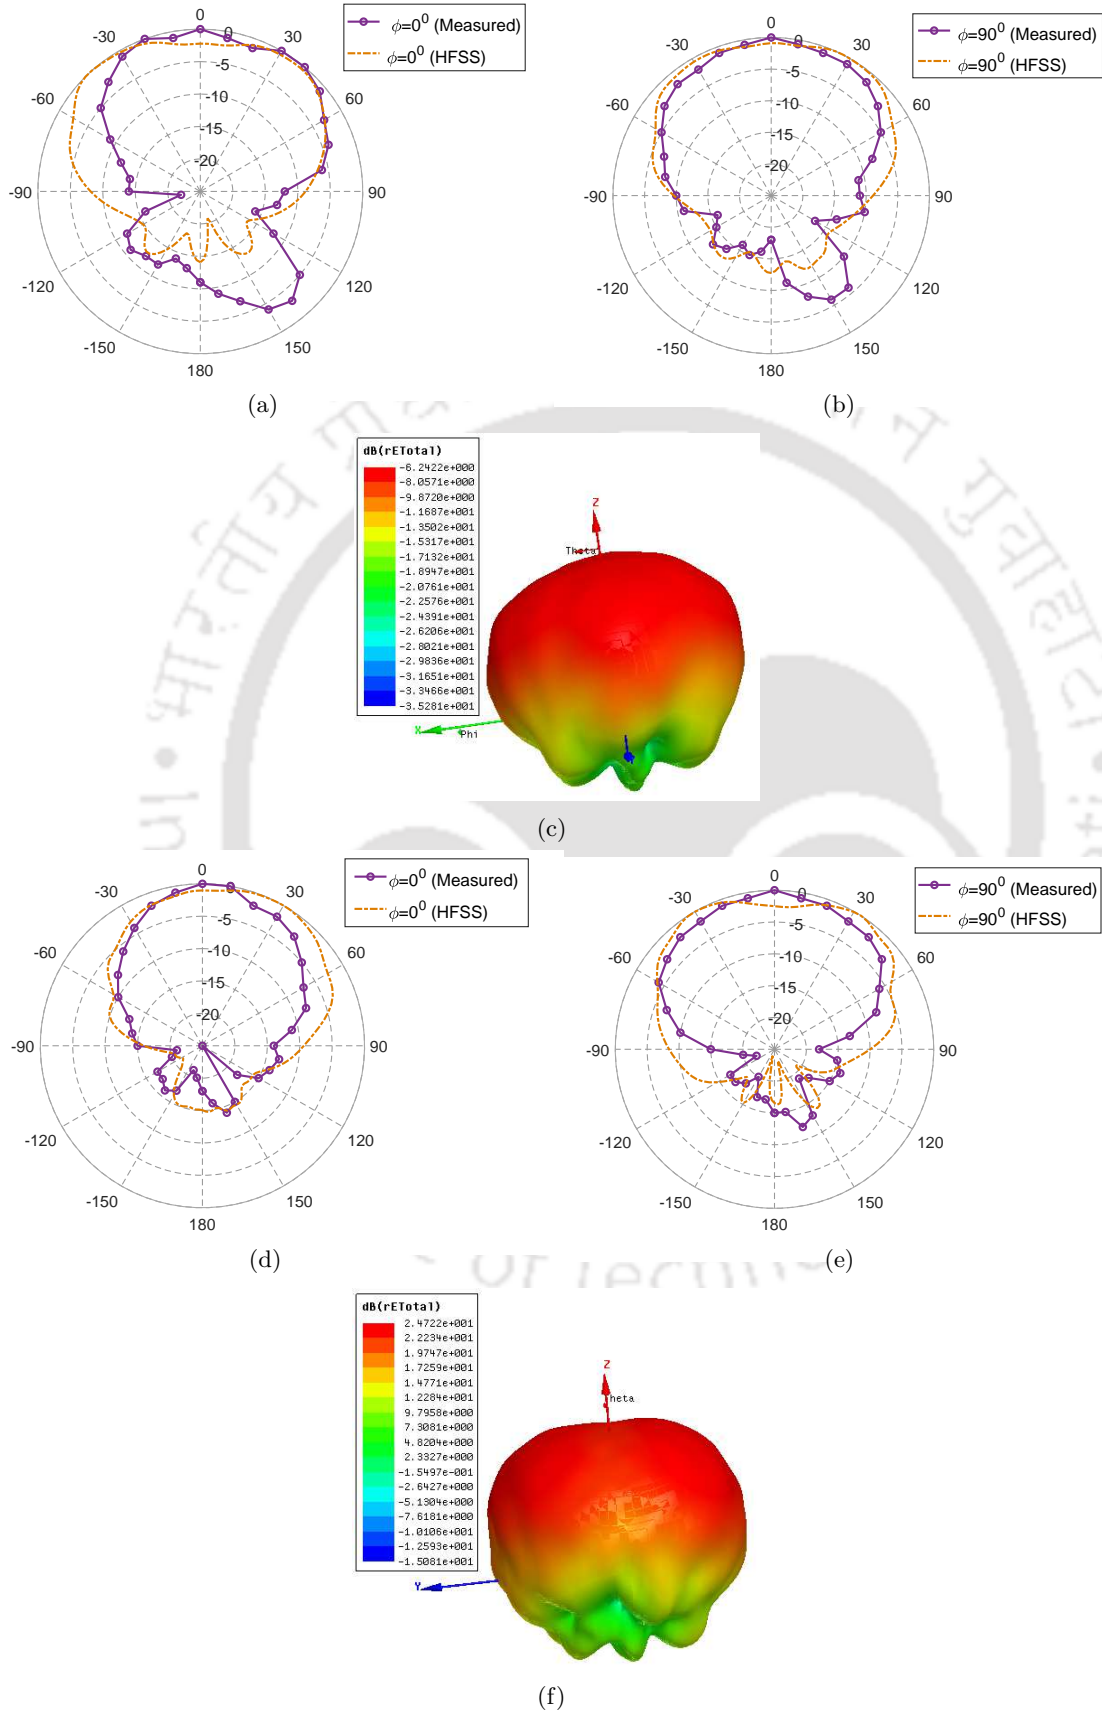 0
-30
30
-60
60
-90
90
-120
120
-150
150
180
0
-5
-10
-15
-20
ϕ=0⁰ (Measured)
ϕ=0⁰ (HFSS)
(a)
0
-30
30
-60
60
-90
90
-120
120
-150
150
180
0
-5
-10
-15
-20
ϕ=90⁰ (Measured)
ϕ=90⁰ (HFSS)
(b)
dB(rETotal)
-6.2422e+000
-8.0571e+000
-9.8720e+000
-1.1687e+001
-1.3502e+001
-1.5317e+001
-1.7132e+001
-1.8947e+001
-2.0761e+001
-2.2576e+001
-2.4391e+001
-2.6206e+001
-2.8021e+001
-2.9836e+001
-3.1651e+001
-3.3466e+001
-3.5281e+001
Z
Theta
X
Phi
(c)
0
-30
30
-60
60
-90
90
-120
120
-150
150
180
0
-5
-10
-15
-20
ϕ=0⁰ (Measured)
ϕ=0⁰ (HFSS)
(d)
0
-30
30
-60
60
-90
90
-120
120
-150
150
180
0
-5
-10
-15
-20
ϕ=90⁰ (Measured)
ϕ=90⁰ (HFSS)
(e)
dB(rETotal)
2.4722e+001
2.2234e+001
1.9747e+001
1.7259e+001
1.4771e+001
1.2284e+001
9.7958e+000
7.3081e+000
4.8204e+000
2.3327e+000
-1.5497e-001
-2.6427e+000
-5.1304e+000
-7.6181e+000
-1.0106e+001
-1.2593e+001
-1.5081e+001
Z
heta
Y
(f)